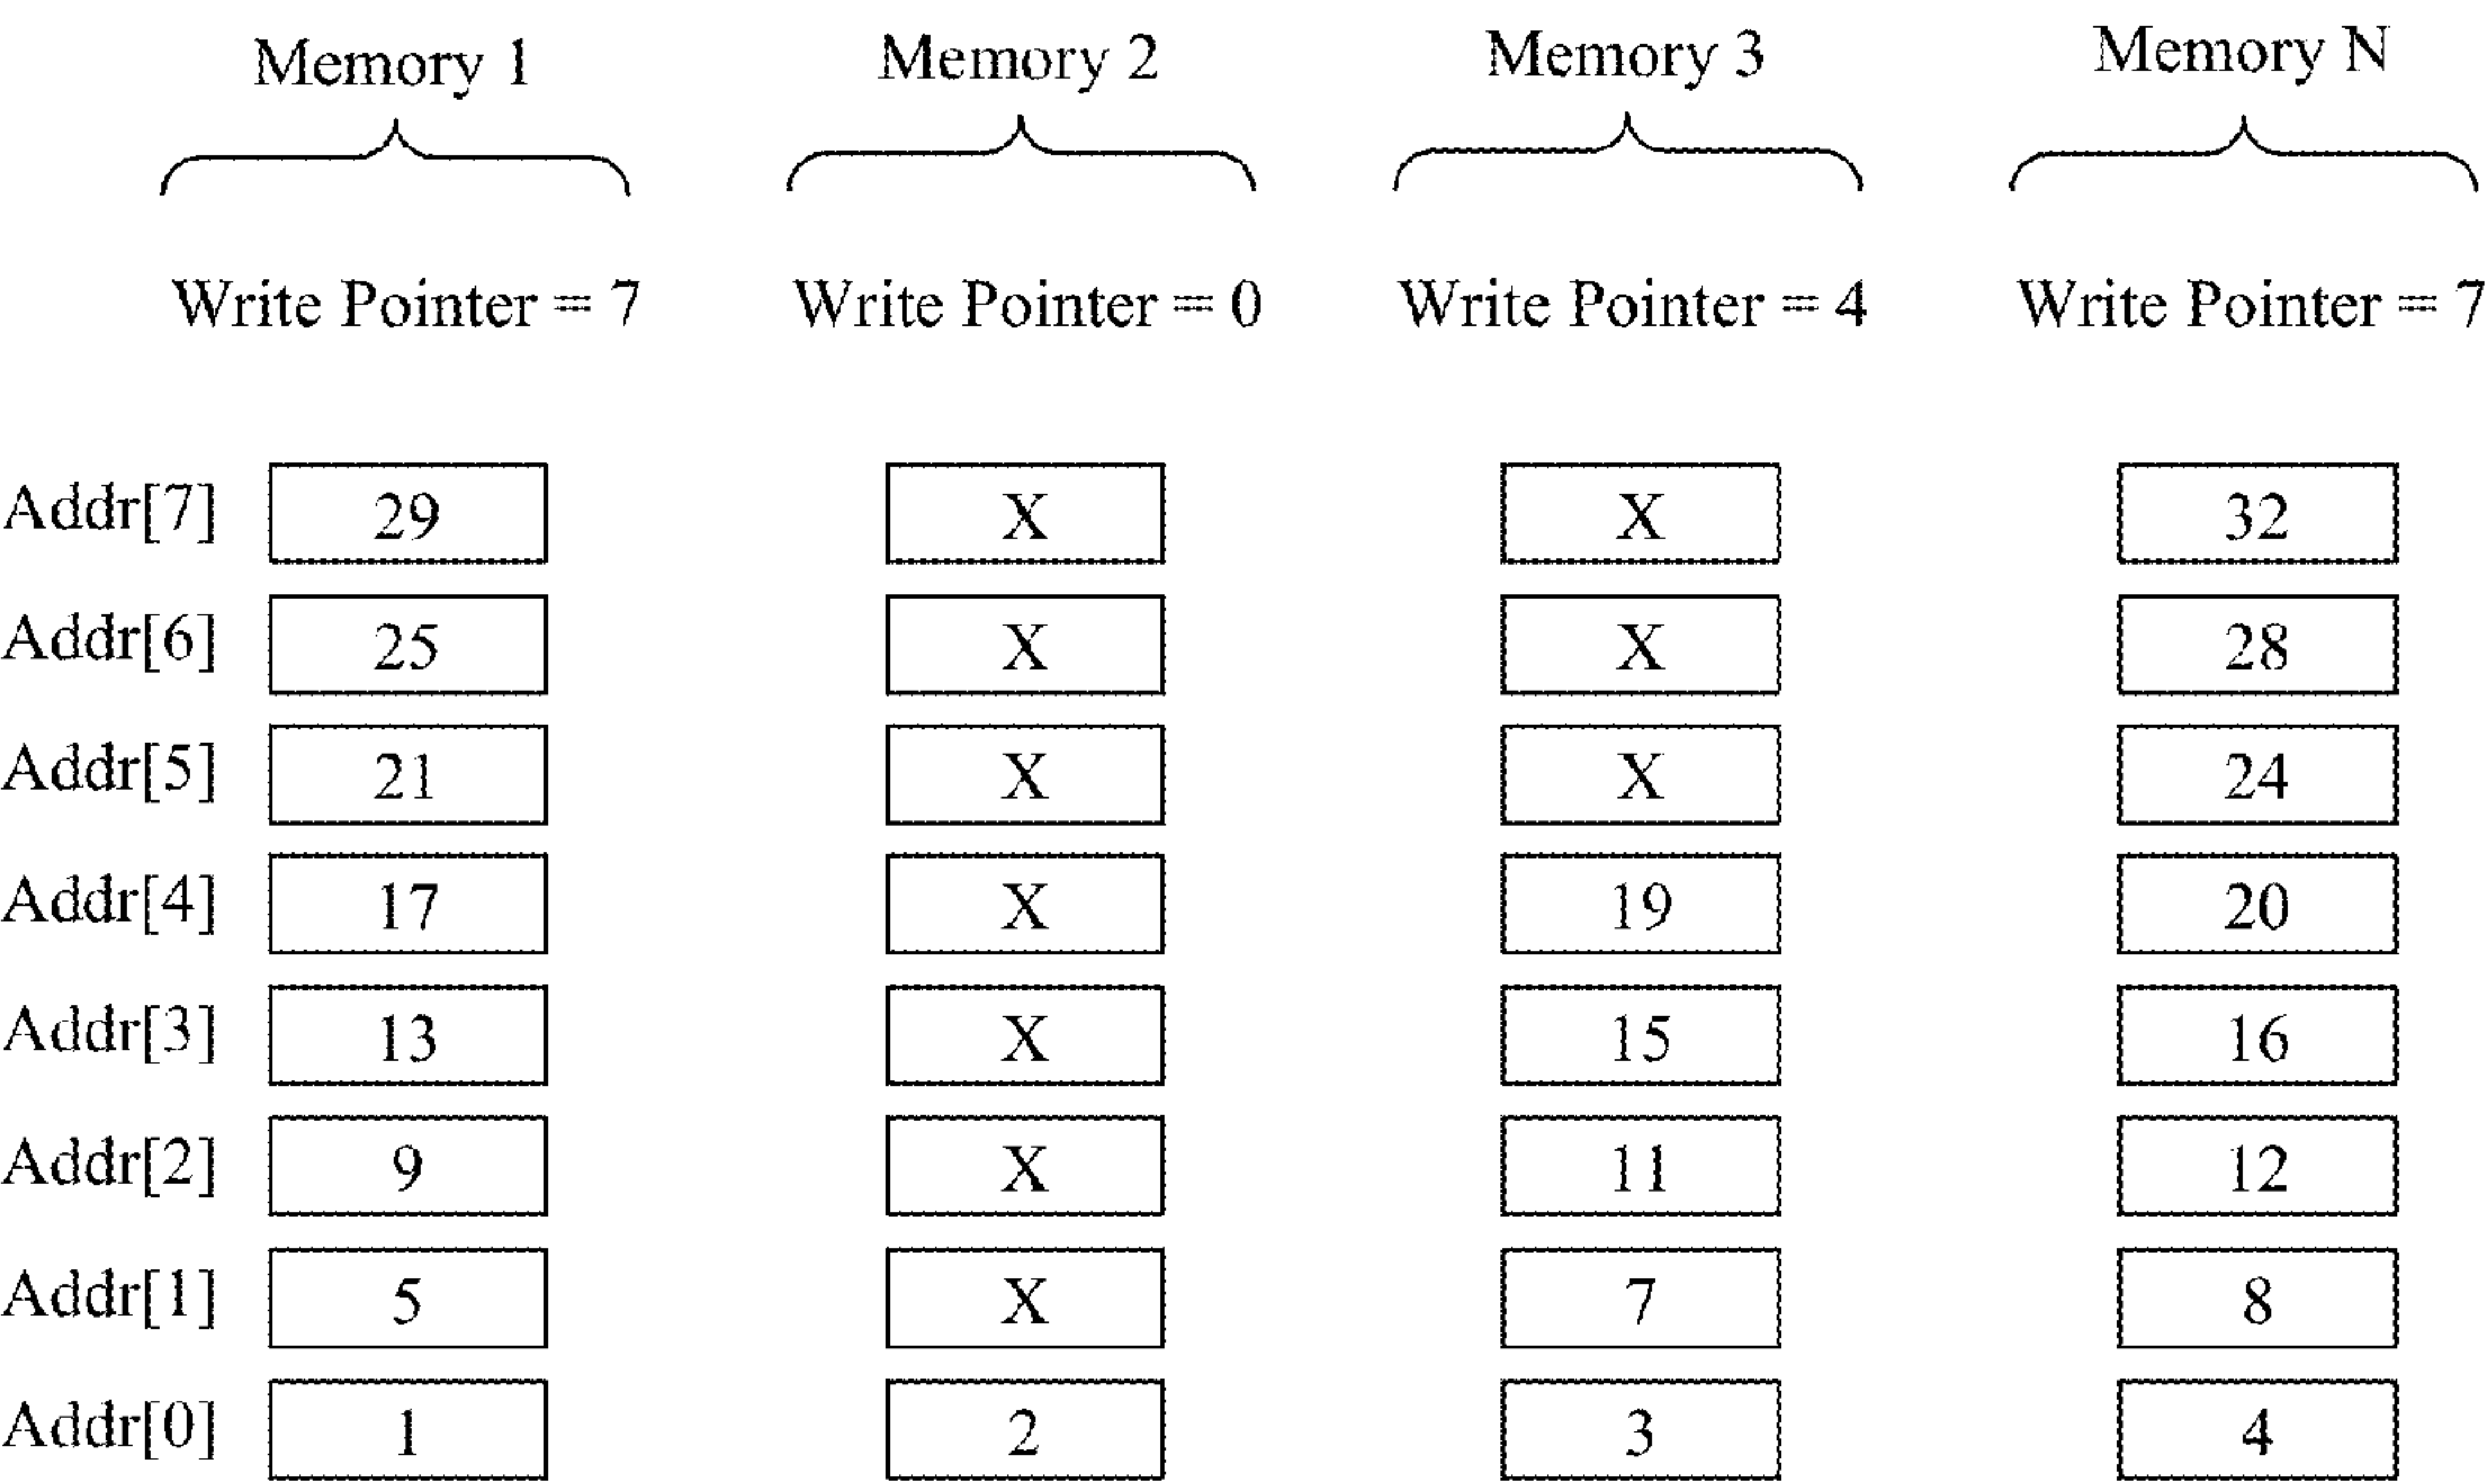 Memory 1 Memory 2 Memory 3 Memory N
Write Pointer = 7 Write Pointer = 0 Write Pointer = 4 Write Pointer = 7
Addr[7] 29 X X 32
Addr[6] 25 X X 28
Addr[5] 21 X X 24
Addr[4] 17 X 19 20
Addr[3] 13 X 15 16
Addr[2] 9 X 11 12
Addr[1] 5 X 7 8
Addr[0] 1 2 3 4